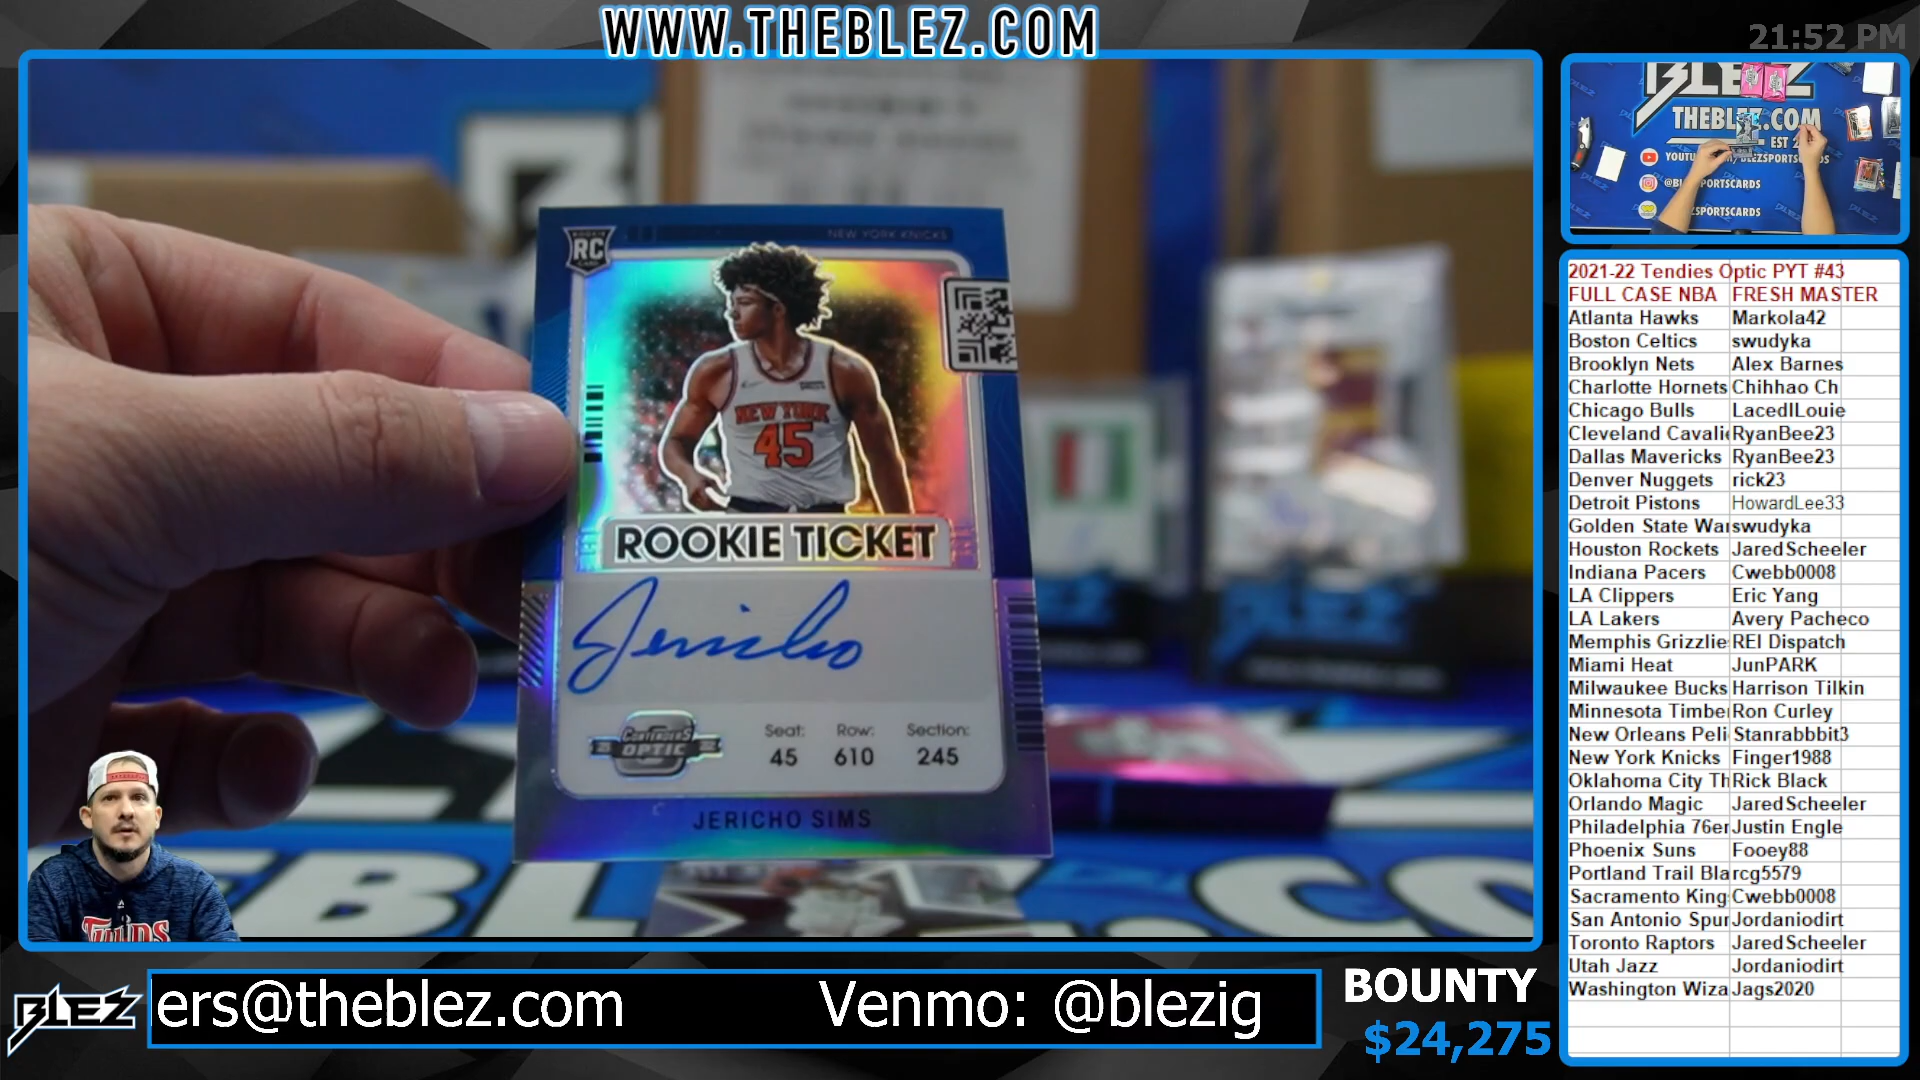 WWW.THEBLEZ.COM
21:52 PM
NEW YORK KNICKS
RC
NEW YORK
45
ROOKIE TICKET
Jericho
CONTENDERS
OPTIC
Seat: Row: Section:
45 610 245
JERICHO SIMS
BLEZ
THEBLEZ.COM
2021-22 Tendies Optic PYT #43
FULL CASE NBA FRESH MASTER
Atlanta Hawks Markola42
Boston Celtics swudyka
Brooklyn Nets Alex Barnes
Charlotte Hornets Chihhao Ch
Chicago Bulls LacedILouie
Cleveland Cavali RyanBee23
Dallas Mavericks RyanBee23
Denver Nuggets rick23
Detroit Pistons HowardLee33
Golden State War swudyka
Houston Rockets JaredScheeler
Indiana Pacers Cwebb0008
LA Clippers Eric Yang
LA Lakers Avery Pacheco
Memphis Grizzlie REI Dispatch
Miami Heat JunPARK
Milwaukee Bucks Harrison Tilkin
Minnesota Timbe Ron Curley
New Orleans Peli Stanrabbbit3
New York Knicks Finger1988
Oklahoma City Th Rick Black
Orlando Magic JaredScheeler
Philadelphia 76er Justin Engle
Phoenix Suns Fooey88
Portland Trail Bla rcg5579
Sacramento King Cwebb0008
San Antonio Spur Jordaniodirt
Toronto Raptors JaredScheeler
Utah Jazz Jordaniodirt
Washington Wiza Jags2020
Twins
BLEZ
ers@theblez.com Venmo: @blezig
BOUNTY
$24,275